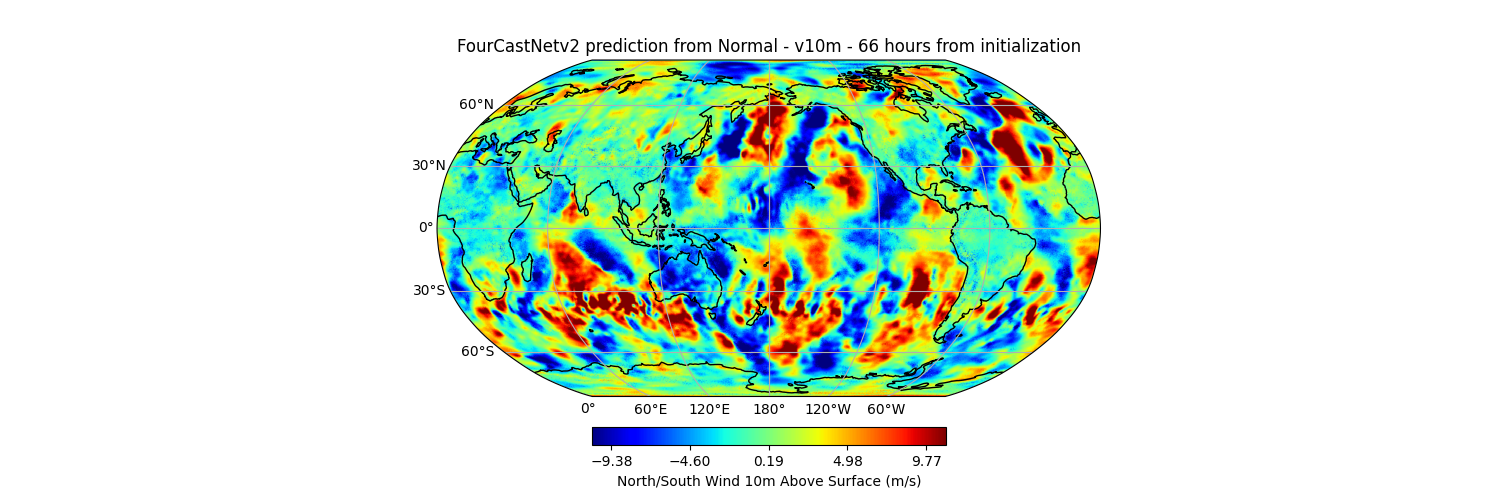 FourCastNetv2 prediction from Normal - v10m - 66 hours from initialization
60°N
30°N
0°
30°S
60°S
0° 60°E 120°E 180° 120°W 60°W
−9.38 −4.60 0.19 4.98 9.77
North/South Wind 10m Above Surface (m/s)